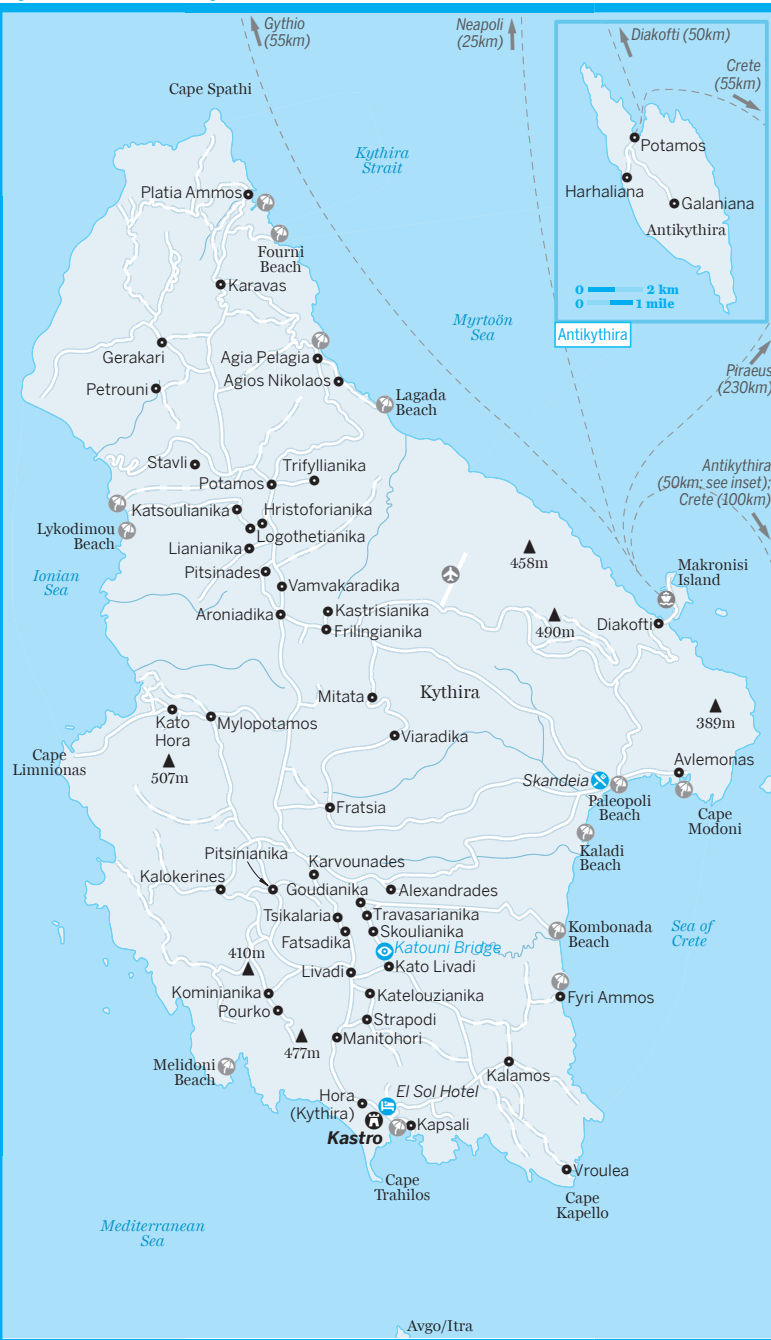 Gythio
(55km)
Neapoli
(25km)
Diakofti (50km)
Crete
(55km)
Cape Spathi
Kythira
Strait
Potamos
Harhaliana
Galaniana
Antikythira
0 2 km
0 1 mile
Antikythira
Platia Ammos
Fourni
Beach
Karavas
Myrtoön
Sea
Gerakari
Agia Pelagia
Petrouni
Agios Nikolaos
Lagada
Beach
Piraeus
(230km)
Stavli
Trifyllianika
Potamos
Antikythira
(50km; see inset);
Crete (100km)
Katsoulianika
Hristoforianika
Logothetianika
Lykodimou
Beach
Lianianika
Ionian
Sea
Pitsinades
Vamvakaradika
458m
Makronisi
Island
Aroniadika
Kastrisianika
Frilingianika
490m
Diakofti
Mitata
Kythira
389m
Kato
Hora
Mylopotamos
Viaradika
Cape
Limnionas
507m
Skandeia
Avlemonas
Paleopoli
Beach
Cape
Modoni
Fratsia
Kaladi
Beach
Pitsinianika
Karvounades
Kalokerines
Goudianika
Alexandrades
Tsikalaria
Travasarianika
Fatsadika
Skoulianika
Kombonada
Beach
Sea of
Crete
Katouni Bridge
410m
Livadi
Kato Livadi
Kominianika
Katelouzianika
Fyri Ammos
Pourko
Strapodi
477m
Manitohori
Melidoni
Beach
Kalamos
Hora
(Kythira)
El Sol Hotel
Kastro
Kapsali
Cape
Trahilos
Vroulea
Cape
Kapello
Mediterranean
Sea
Avgo/Itra